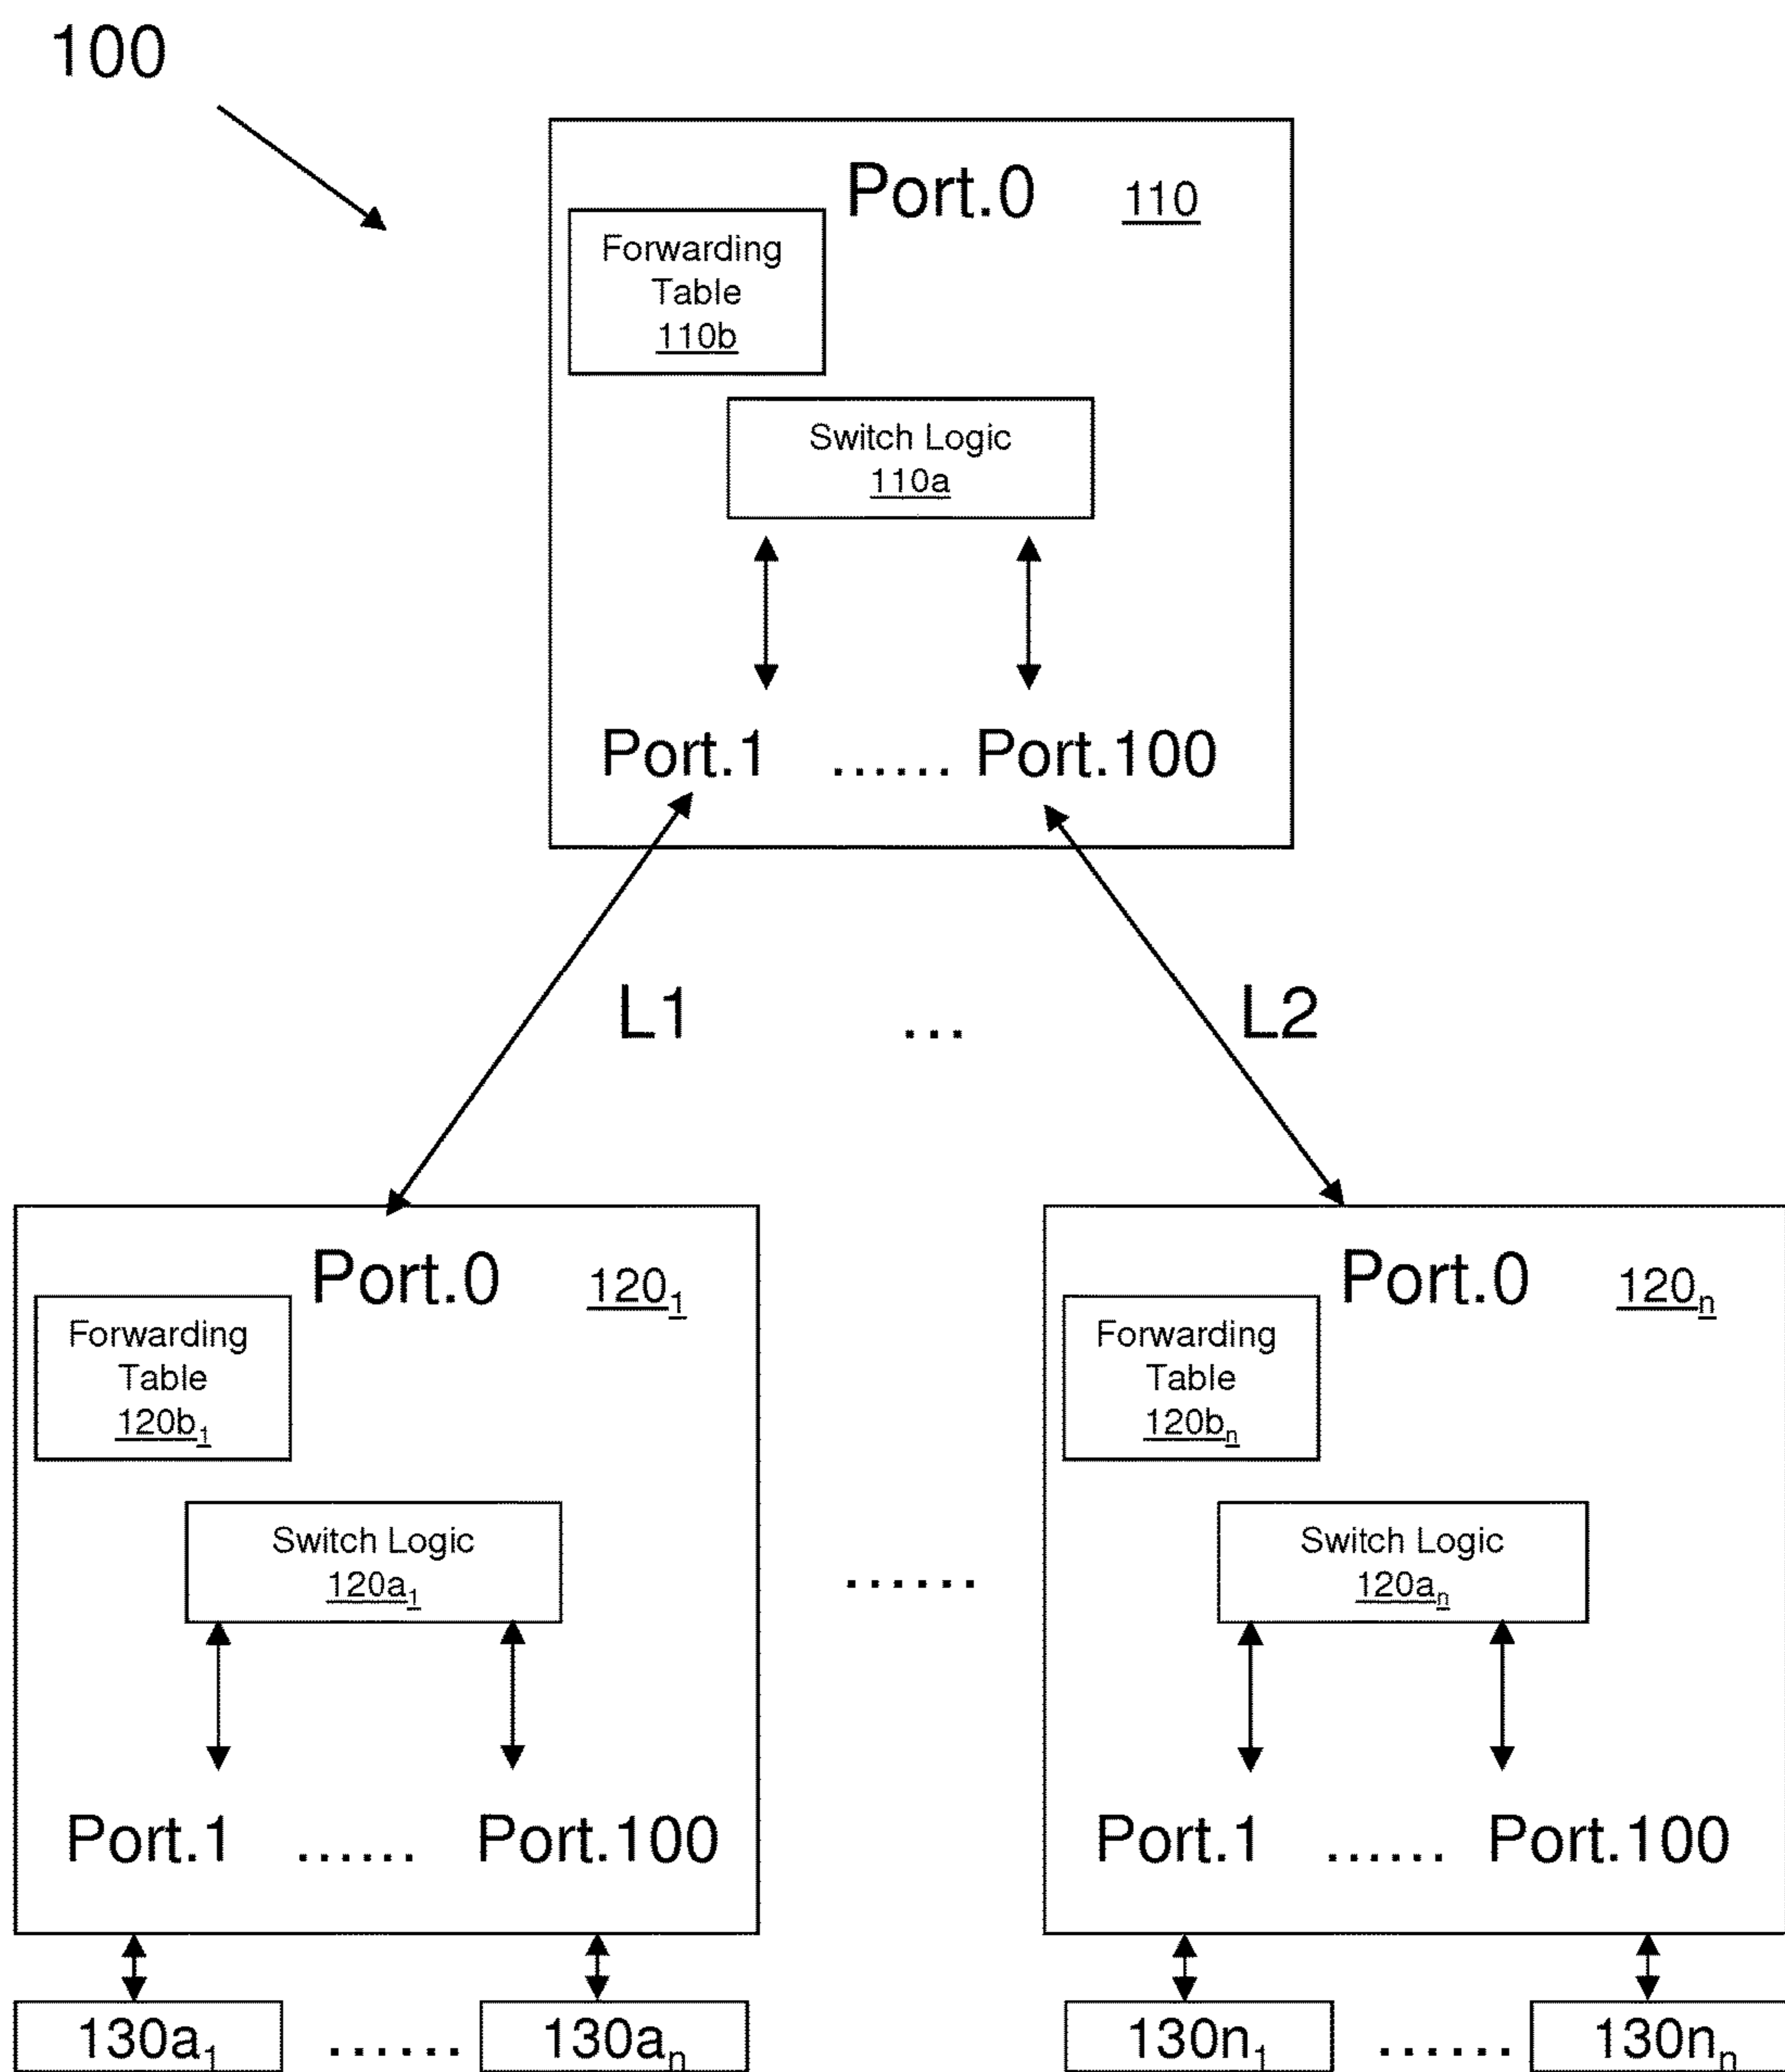 100
Port.0 110
Forwarding
Table
110b
Switch Logic
110a
Port.1 ...... Port.100
L1 ... L2
Port.0 120₁
Forwarding
Table
120b₁
Switch Logic
120a₁
Port.1 ...... Port.100
......
Port.0 120ₙ
Forwarding
Table
120bₙ
Switch Logic
120aₙ
Port.1 ...... Port.100
130a₁ ...... 130aₙ
130n₁ ...... 130nₙ